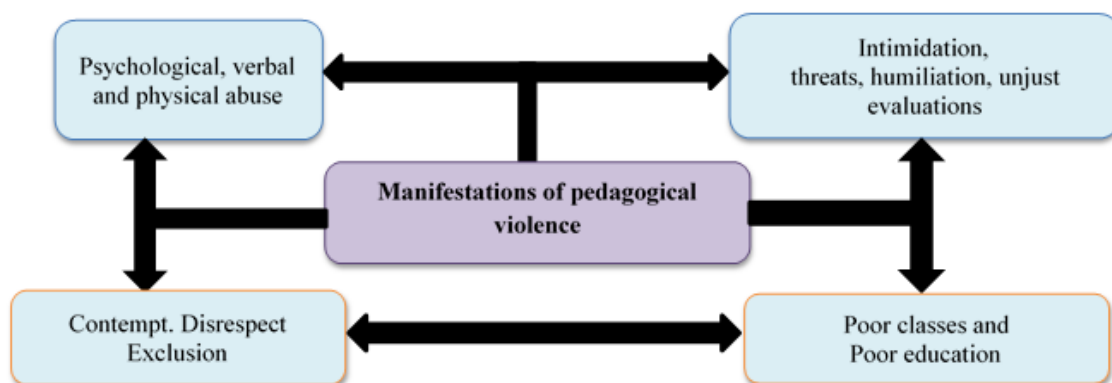 Psychological, verbal
and physical abuse
Intimidation,
threats, humiliation, unjust
evaluations
Manifestations of pedagogical
violence
Contempt. Disrespect
Exclusion
Poor classes and
Poor education